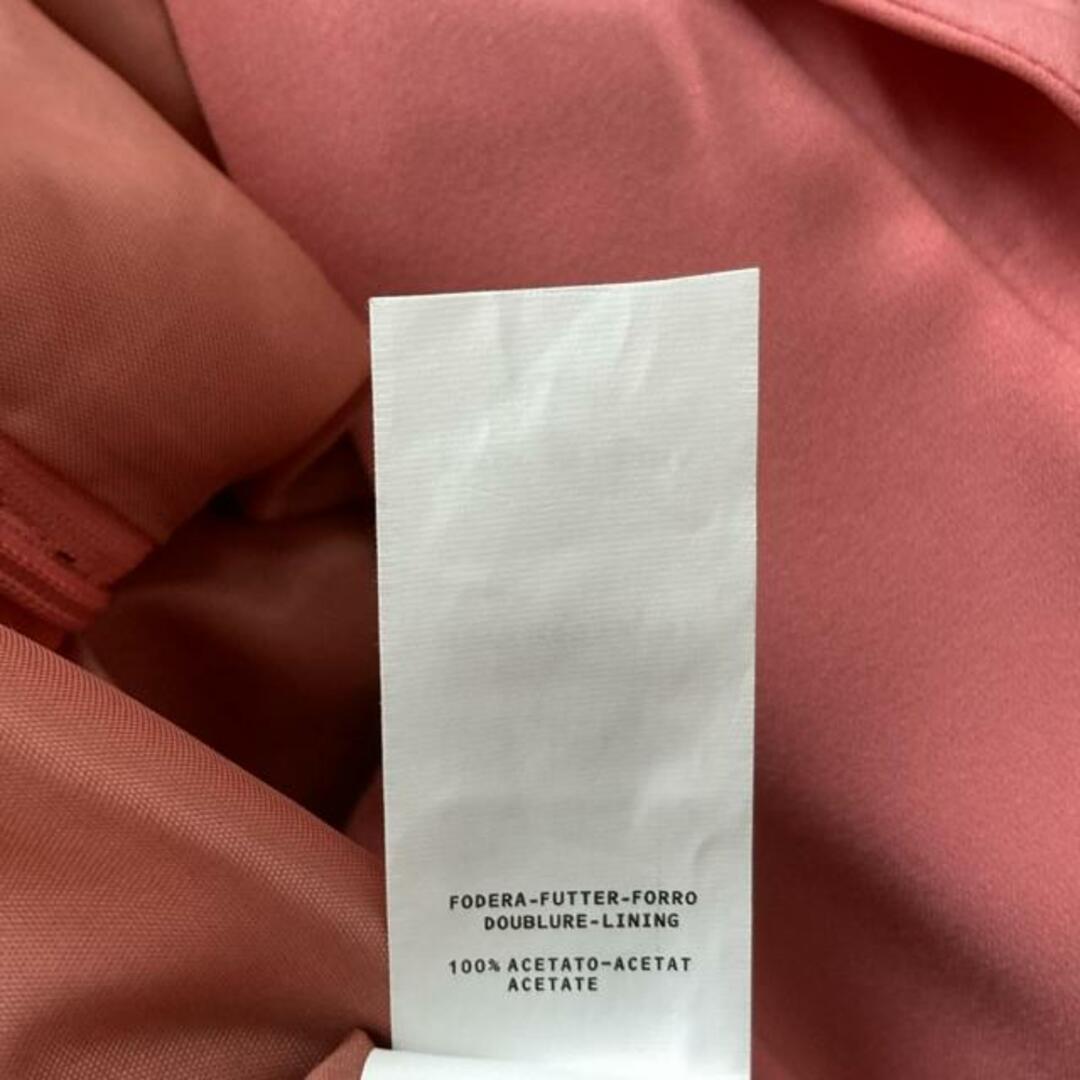 FODERA-FUTTER-FORRO
DOUBLURE-LINING
100% ACETATO-ACETAT
ACETATE